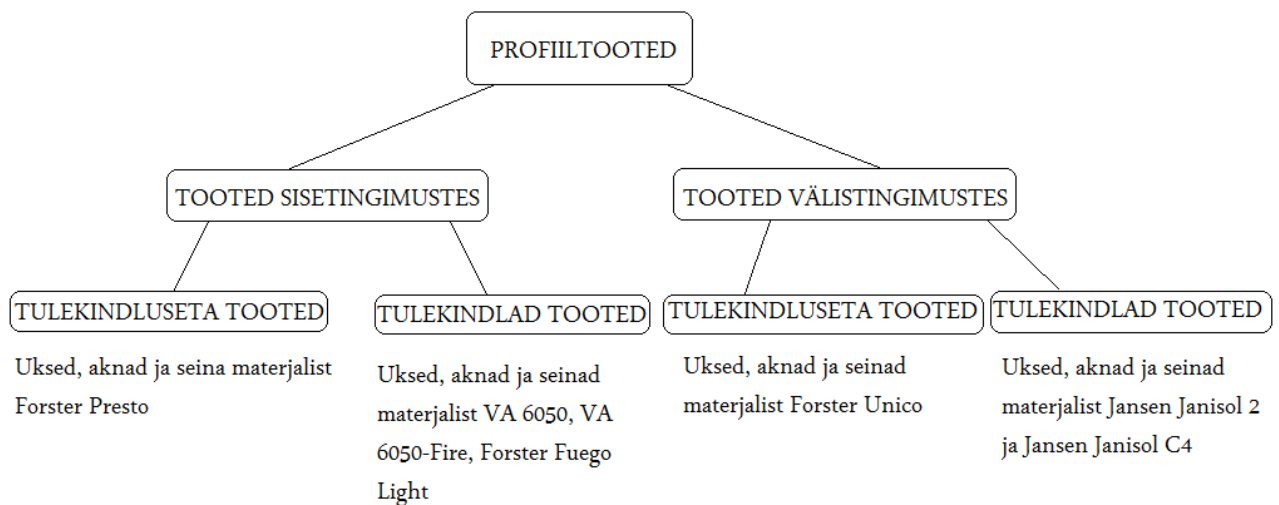 PROFIILTOOTED
TOOTED SISETINGIMUSTES
TOOTED VÄLISTINGIMUSTES
TULEKINDLUSETA TOOTED
TULEKINDLAD TOOTED
TULEKINDLUSETA TOOTED
TULEKINDLAD TOOTED
Uksed, aknad ja seina materjalist
Forster Presto
Uksed, aknad ja seinad
materjalist VA 6050, VA
6050-Fire, Forster Fuego
Light
Uksed, aknad ja seinad
materjalist Forster Unico
Uksed, aknad ja seinad
materjalist Jansen Janisol 2
ja Jansen Janisol C4